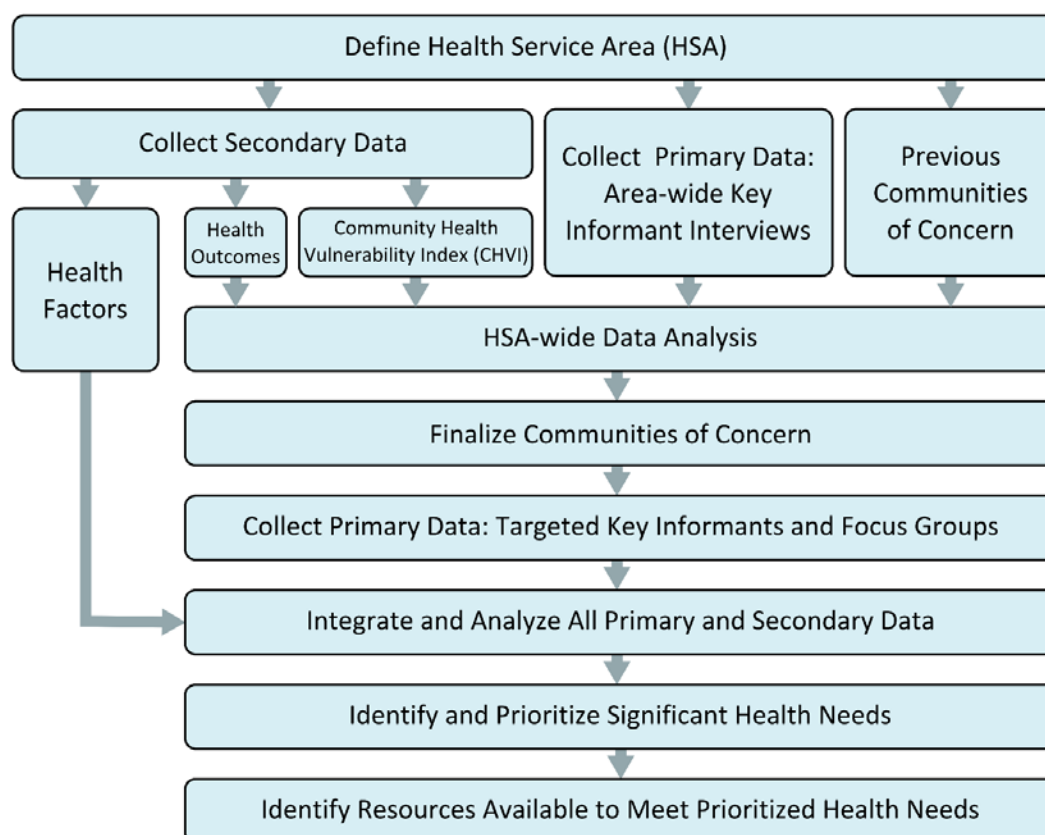 Define Health Service Area (HSA)
Collect Secondary Data
Collect Primary Data:
Area-wide Key
Informant Interviews
Previous
Communities
of Concern
Health
Factors
Health
Outcomes
Community Health
Vulnerability Index (CHVI)
HSA-wide Data Analysis
Finalize Communities of Concern
Collect Primary Data: Targeted Key Informants and Focus Groups
Integrate and Analyze All Primary and Secondary Data
Identify and Prioritize Significant Health Needs
Identify Resources Available to Meet Prioritized Health Needs